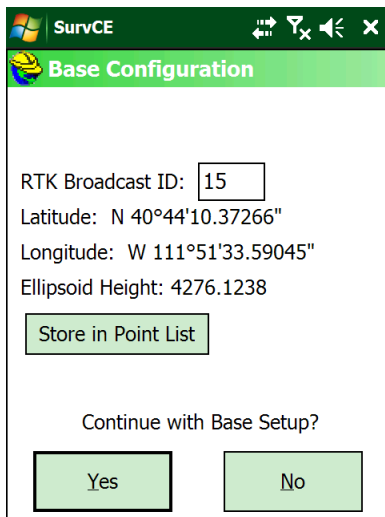 SurvCE
Base Configuration
RTK Broadcast ID: 15
Latitude: N 40°44'10.37266"
Longitude: W 111°51'33.59045"
Ellipsoid Height: 4276.1238
Store in Point List
Continue with Base Setup?
Yes No